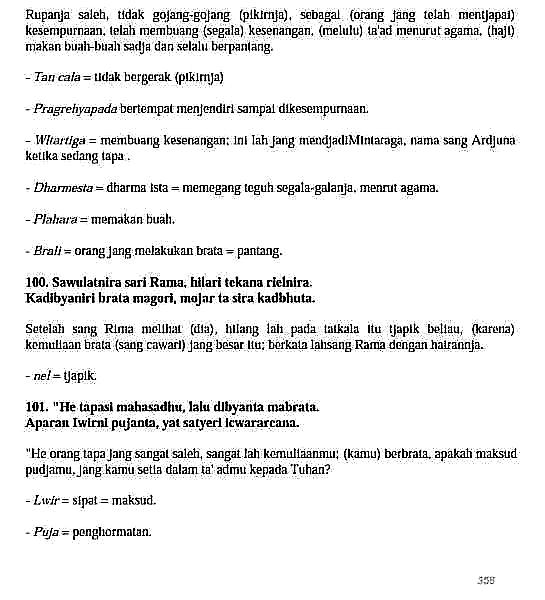 Rupanja saleh, tidak gojang-gojang (pikirnja), sebagai (orang jang telah mentjapai)
kesempurnaan, telah membuang (segala) kesenangan, (melulu) ta'ad menurut agama, (haji)
makan buah-buah sadja dan selalu berpantang.
- Tan cala = tidak bergerak (pikirnja)
- Pragrehyapada bertempat menjendiri sampai dikesempurnaan.
- Witartiga = membuang kesenangan; ini lah jang mendjadiMintaraga, nama sang Ardjuna
ketika sedang tapa .
- Dharmesta = dharma ista = memegang teguh segala-galanja, menrut agama.
- Plahara = memakan buah.
- Brati = orang jang melakukan brata = pantang.
100. Sawulatnira sari Rama, hilari tekana rielnira.
Kadibyaniri brata magori, mojar ta sira kadbhuta.
Setelah sang Rima melihat (dia), hilang lah pada tatkala itu tjapik beliau, (karena)
kemuliaan brata (sang cawari) jang besar itu; berkata lahsang Rama dengan hairannja.
- nel = tjapik.
101. "He tapasi mahasadhu, lalu dibyanta mabrata.
Aparan Iwirni pujanta, yat satyeri icwararcana.
"He orang tapa jang sangat saleh, sangat lah kemuliaanmu; (kamu) berbrata, apakah maksud
pudjamu, jang kamu setia dalam ta' admu kepada Tuhan?
- Lwir = sipat = maksud.
- Puja = penghormatan.
358